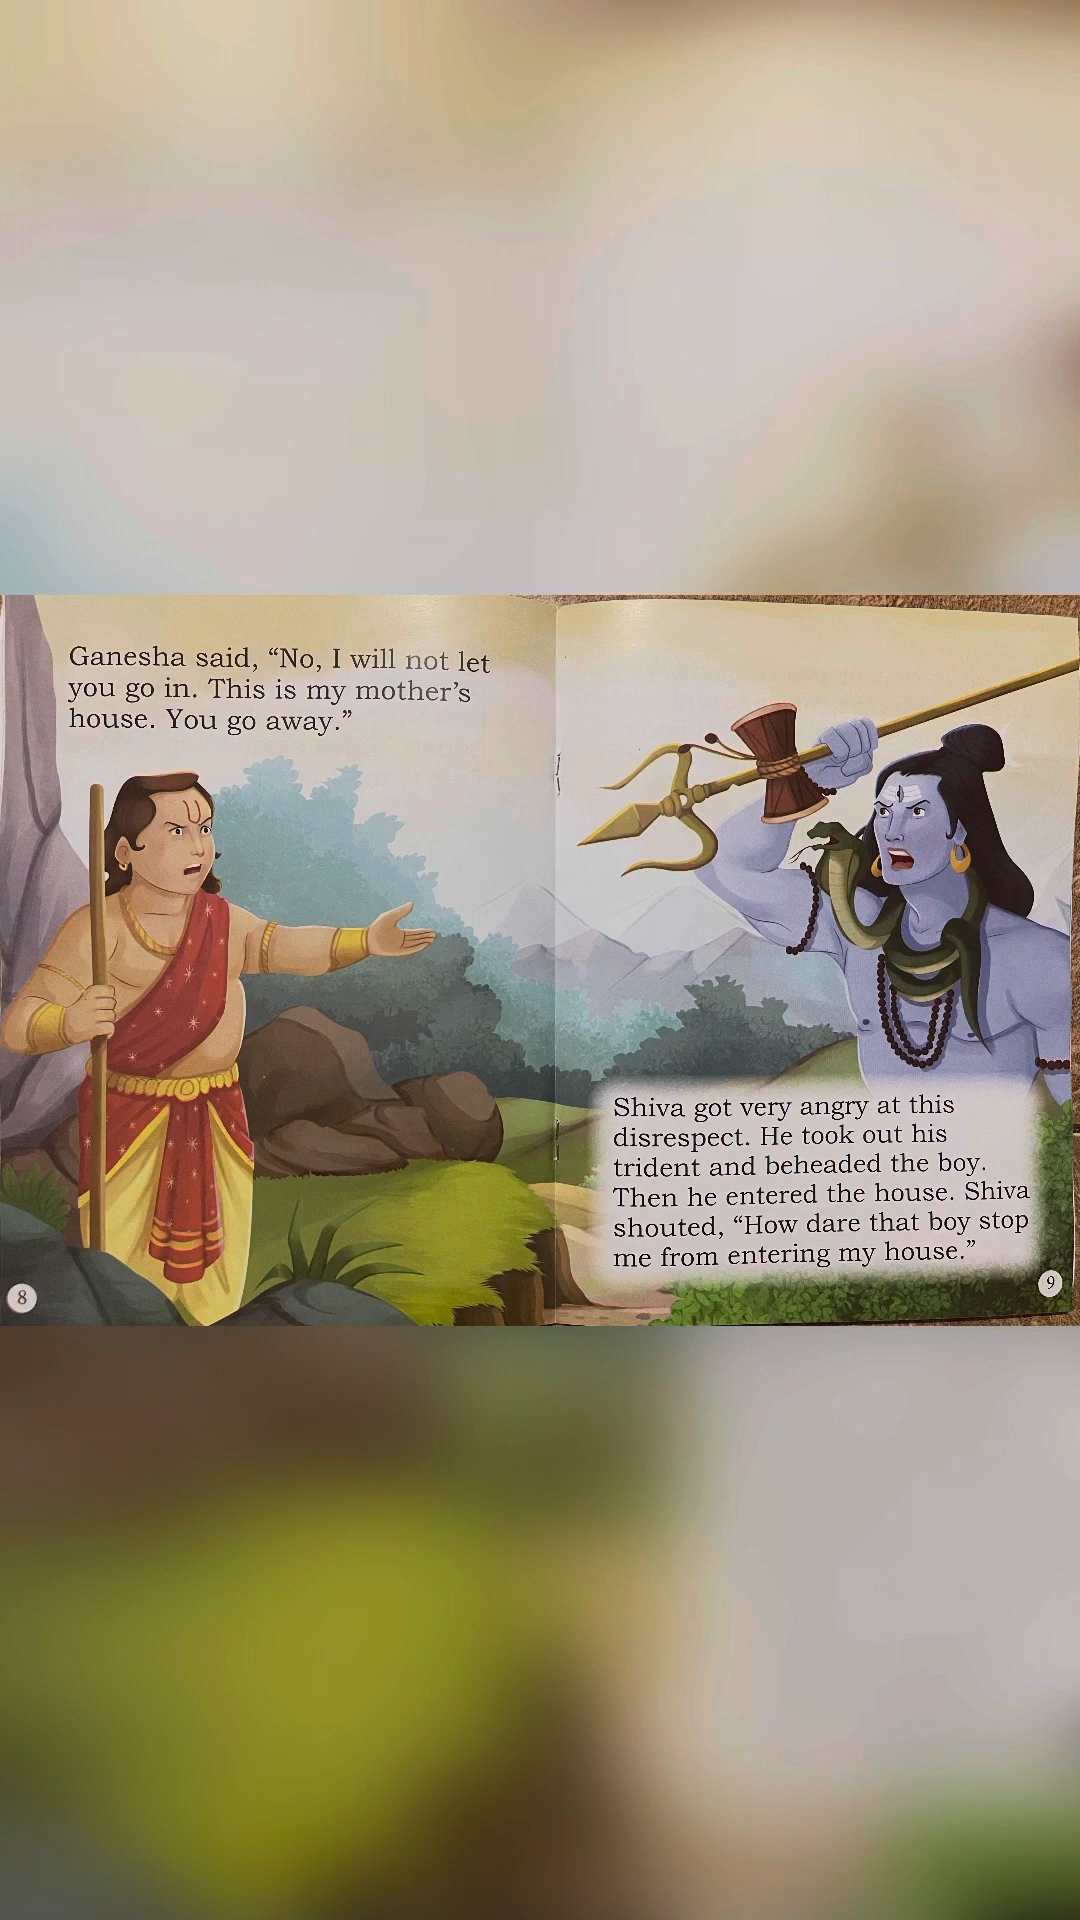 Ganesha said, “No, I will not let
you go in. This is my mother’s
house. You go away.”
8
Shiva got very angry at this
disrespect. He took out his
trident and beheaded the boy.
Then he entered the house. Shiva
shouted, “How dare that boy stop
me from entering my house.”
9